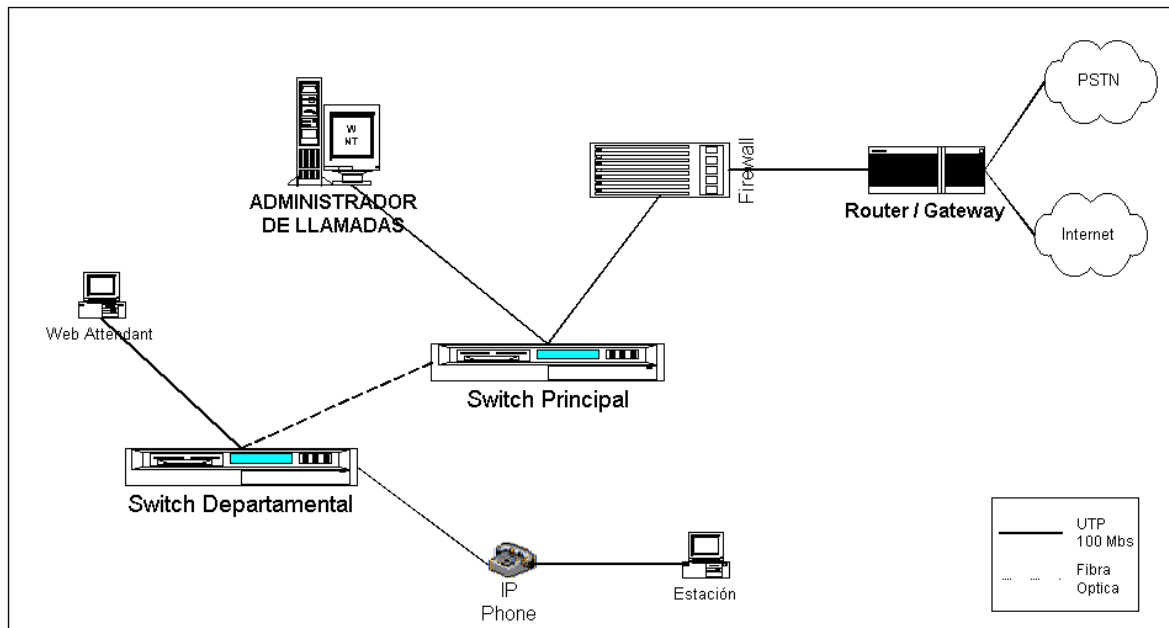 PSTN
W
NT
Firewall
ADMINISTRADOR
DE LLAMADAS
Router / Gateway
Internet
Web Attendant
Switch Principal
Switch Departamental
UTP
100 Mbs
Fibra
Optica
IP
Phone
Estación